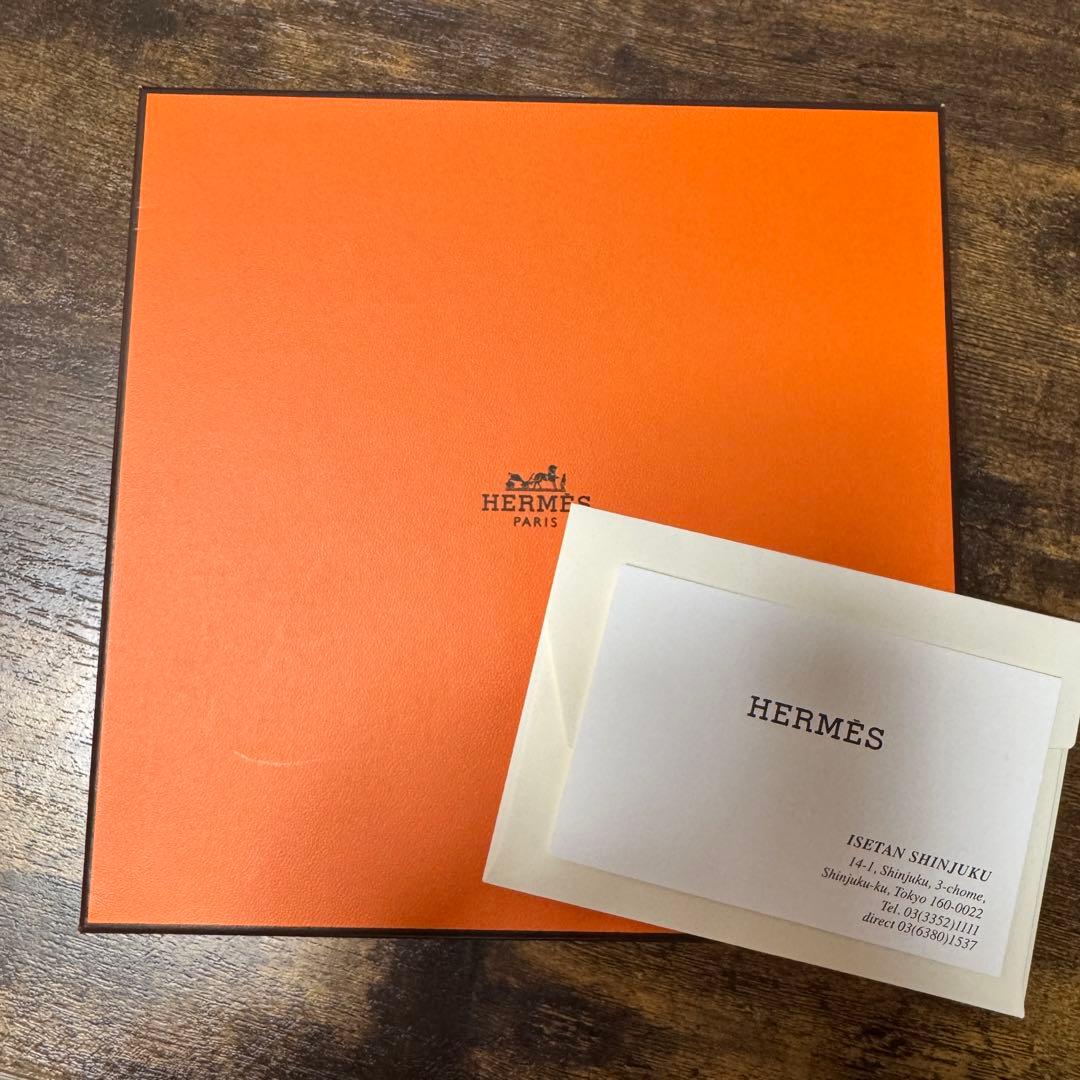 HERMÈS
PARIS
HERMÈS
ISETAN SHINJUKU
14-1, Shinjuku, 3-chome,
Shinjuku-ku, Tokyo 160-0022
Tel. 03(3352)1111
direct 03(6380)1537